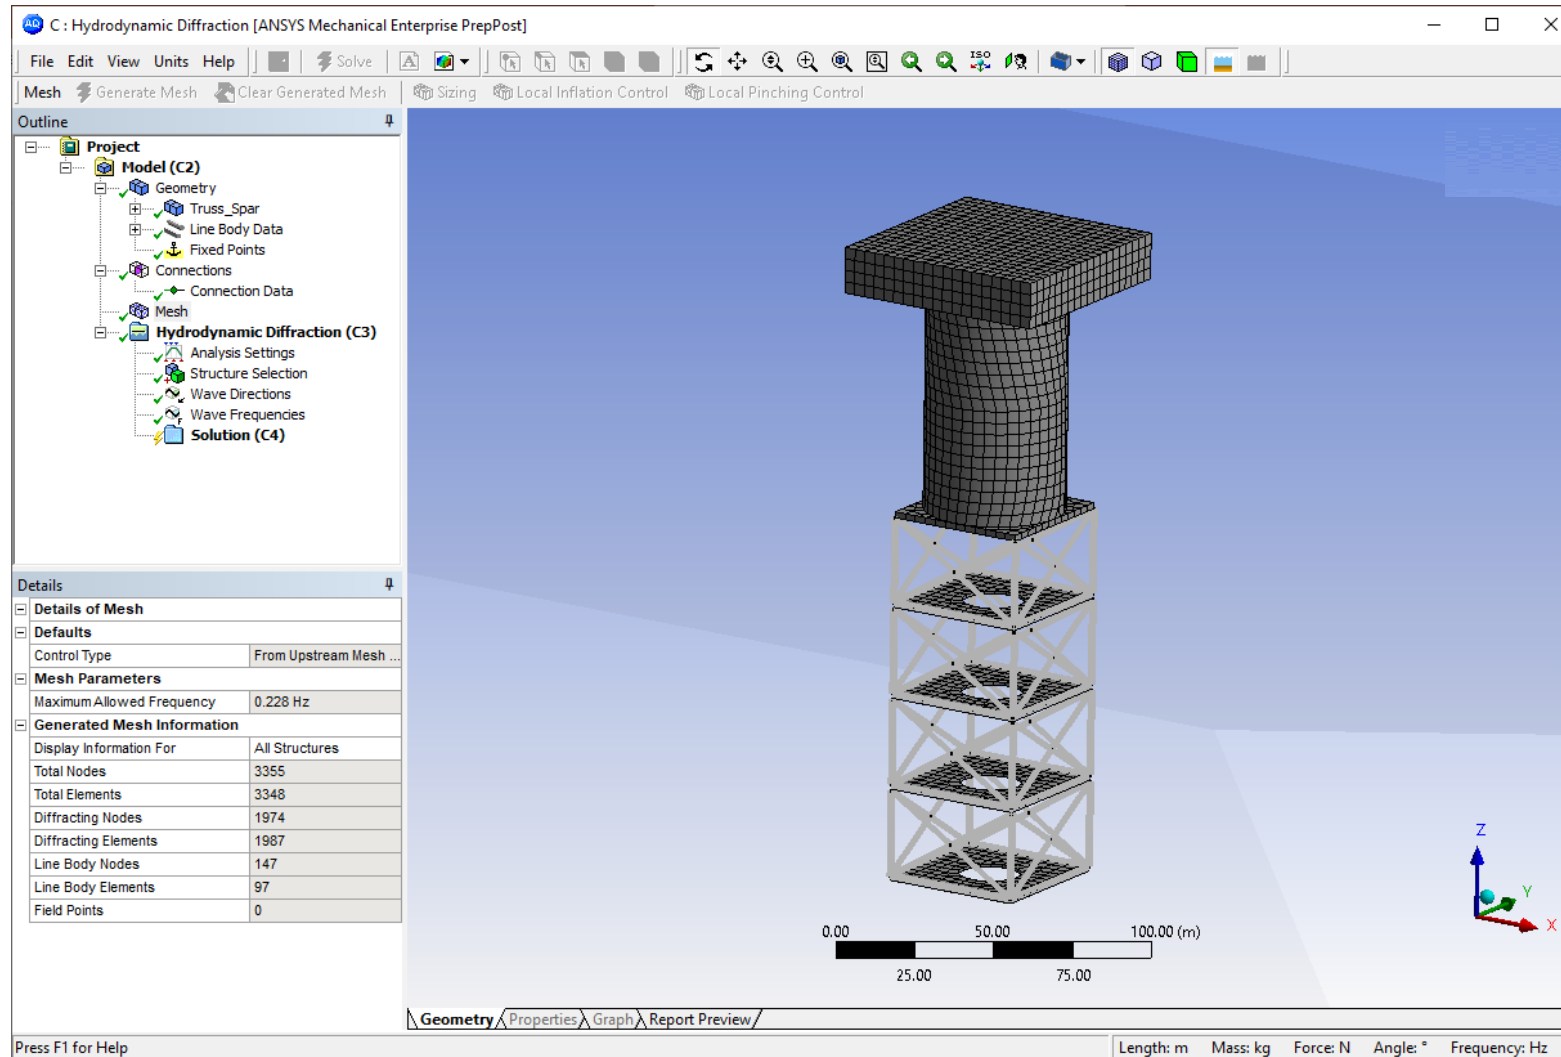 C : Hydrodynamic Diffraction [ANSYS Mechanical Enterprise PrepPost]
File Edit View Units Help Solve ISO
Mesh Generate Mesh Clear Generated Mesh Sizing Local Inflation Control Local Pinching Control
Outline
Project
Model (C2)
Geometry
Truss_Spar
Line Body Data
Fixed Points
Connections
Connection Data
Mesh
Hydrodynamic Diffraction (C3)
Analysis Settings
Structure Selection
Wave Directions
Wave Frequencies
Solution (C4)
Details
Details of Mesh
Defaults
Control Type From Upstream Mesh ...
Mesh Parameters
Maximum Allowed Frequency 0.228 Hz
Generated Mesh Information
Display Information For All Structures
Total Nodes 3355
Total Elements 3348
Diffracting Nodes 1974
Diffracting Elements 1987
Line Body Nodes 147
Line Body Elements 97
Field Points 0
0.00 50.00 100.00 (m)
25.00 75.00
Z
Y
X
Geometry Properties Graph Report Preview
Press F1 for Help Length: m Mass: kg Force: N Angle: ° Frequency: Hz